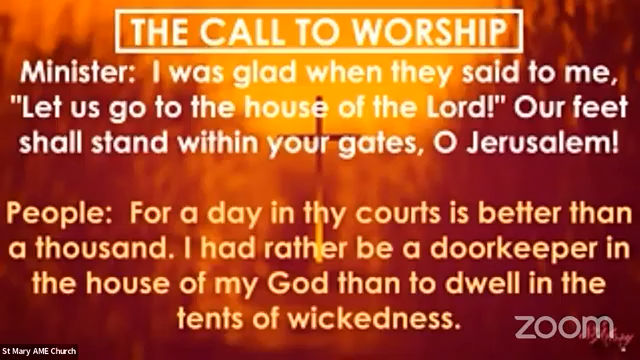 THE CALL TO WORSHIP
Minister: I was glad when they said to me,
"Let us go to the house of the Lord!" Our feet
shall stand within your gates, O Jerusalem!
People: For a day in thy courts is better than
a thousand. I had rather be a doorkeeper in
the house of my God than to dwell in the
tents of wickedness.
zoom
St Mary AME Church